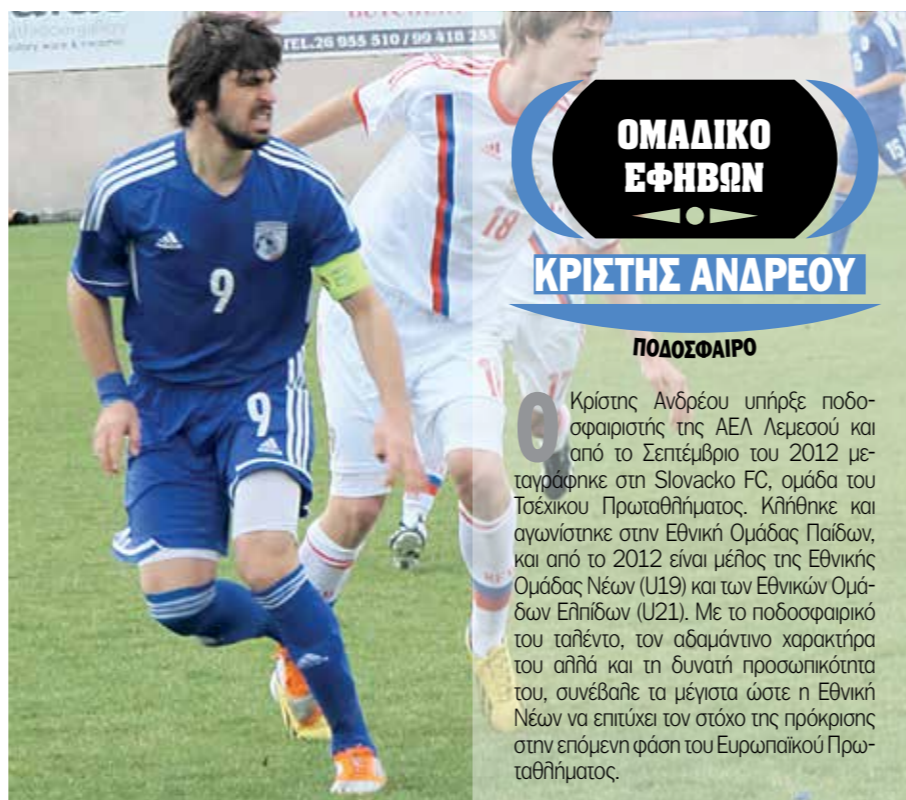 TEL.26 955 510 / 99 418 255
adidas
9
9
18
15
ΟΜΑΔΙΚΟ
ΕΦΗΒΩΝ
ΚΡΙΣΤΗΣ ΑΝΔΡΕΟΥ
ΠΟΔΟΣΦΑΙΡΟ
Ο Κρίστης Ανδρέου υπήρξε ποδο-
σφαιριστής της ΑΕΛ Λεμεσού και
από το Σεπτέμβριο του 2012 με-
ταγράφηκε στη Slovacko FC, ομάδα του
Τσέχικου Πρωταθλήματος. Κλήθηκε και
αγωνίστηκε στην Εθνική Ομάδας Παίδων,
και από το 2012 είναι μέλος της Εθνικής
Ομάδας Νέων (U19) και των Εθνικών Ομά-
δων Ελπίδων (U21). Με το ποδοσφαιρικό
του ταλέντο, τον αδαμάντινο χαρακτήρα
του αλλά και τη δυνατή προσωπικότητα
του, συνέβαλε τα μέγιστα ώστε η Εθνική
Νέων να επιτύχει τον στόχο της πρόκρισης
στην επόμενη φάση του Ευρωπαϊκού Πρω-
ταθλήματος.